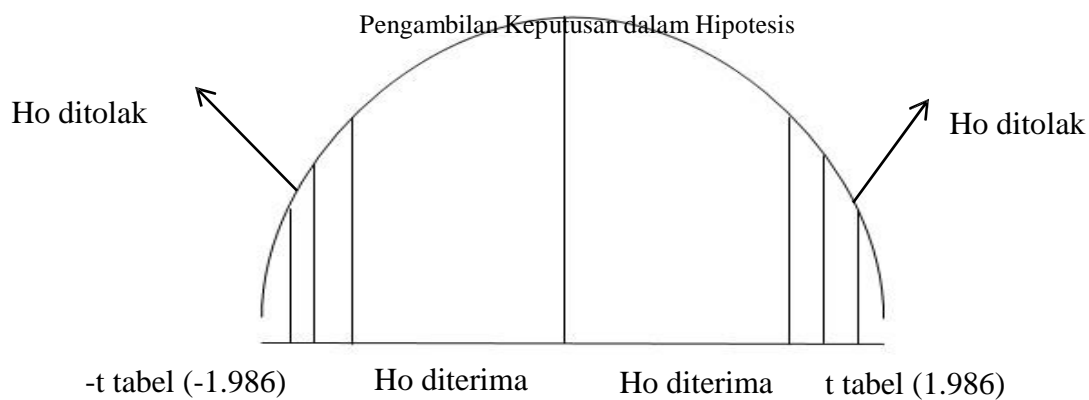 Pengambilan Keputusan dalam Hipotesis
Ho ditolak
Ho ditolak
-t tabel (-1.986)
Ho diterima
Ho diterima
t tabel (1.986)